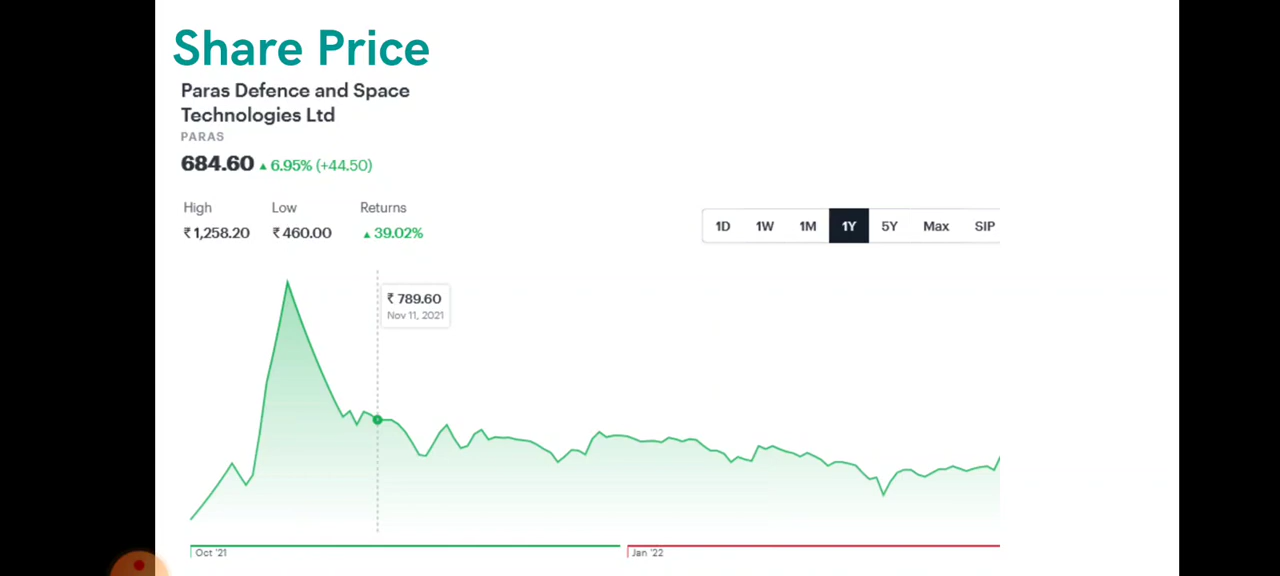 Share Price
Paras Defence and Space
Technologies Ltd
PARAS
684.60 ▲ 6.95% (+44.50)
High Low Returns
₹1,258.20 ₹460.00 ▲ 39.02%
1D 1W 1M 1Y 5Y Max SIP
₹ 789.60
Nov 11, 2021
Oct '21 Jan '22